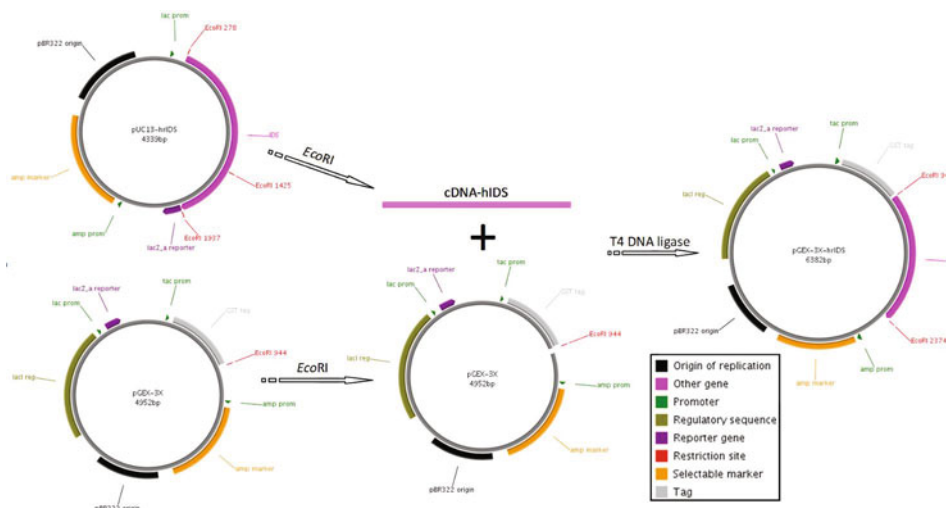 lac prom
EcoRI 278
pBR322 origin
pUC13-hrIDS
4339bp
IDS
EcoRI 1425
amp marker
amp prom
EcoRI 1937
lacZ_a reporter
EcoRI
cDNA-hIDS
+
T4 DNA ligase
lacZ_a reporter
tac prom
lac prom
GST tag
EcoRI 944
lacI rep
pGEX-3X
4952bp
amp prom
amp marker
pBR322 origin
EcoRI
lacZ_a reporter
tac prom
lac prom
GST tag
EcoRI 944
lacI rep
pGEX-3X
4952bp
amp prom
amp marker
pBR322 origin
lacZ_a reporter
tac prom
lac prom
GST tag
lacI rep
pGEX-3X-hrIDS
6382bp
pBR322 origin
EcoRI 2374
amp prom
amp marker
Origin of replication
Other gene
Promoter
Regulatory sequence
Reporter gene
Restriction site
Selectable marker
Tag